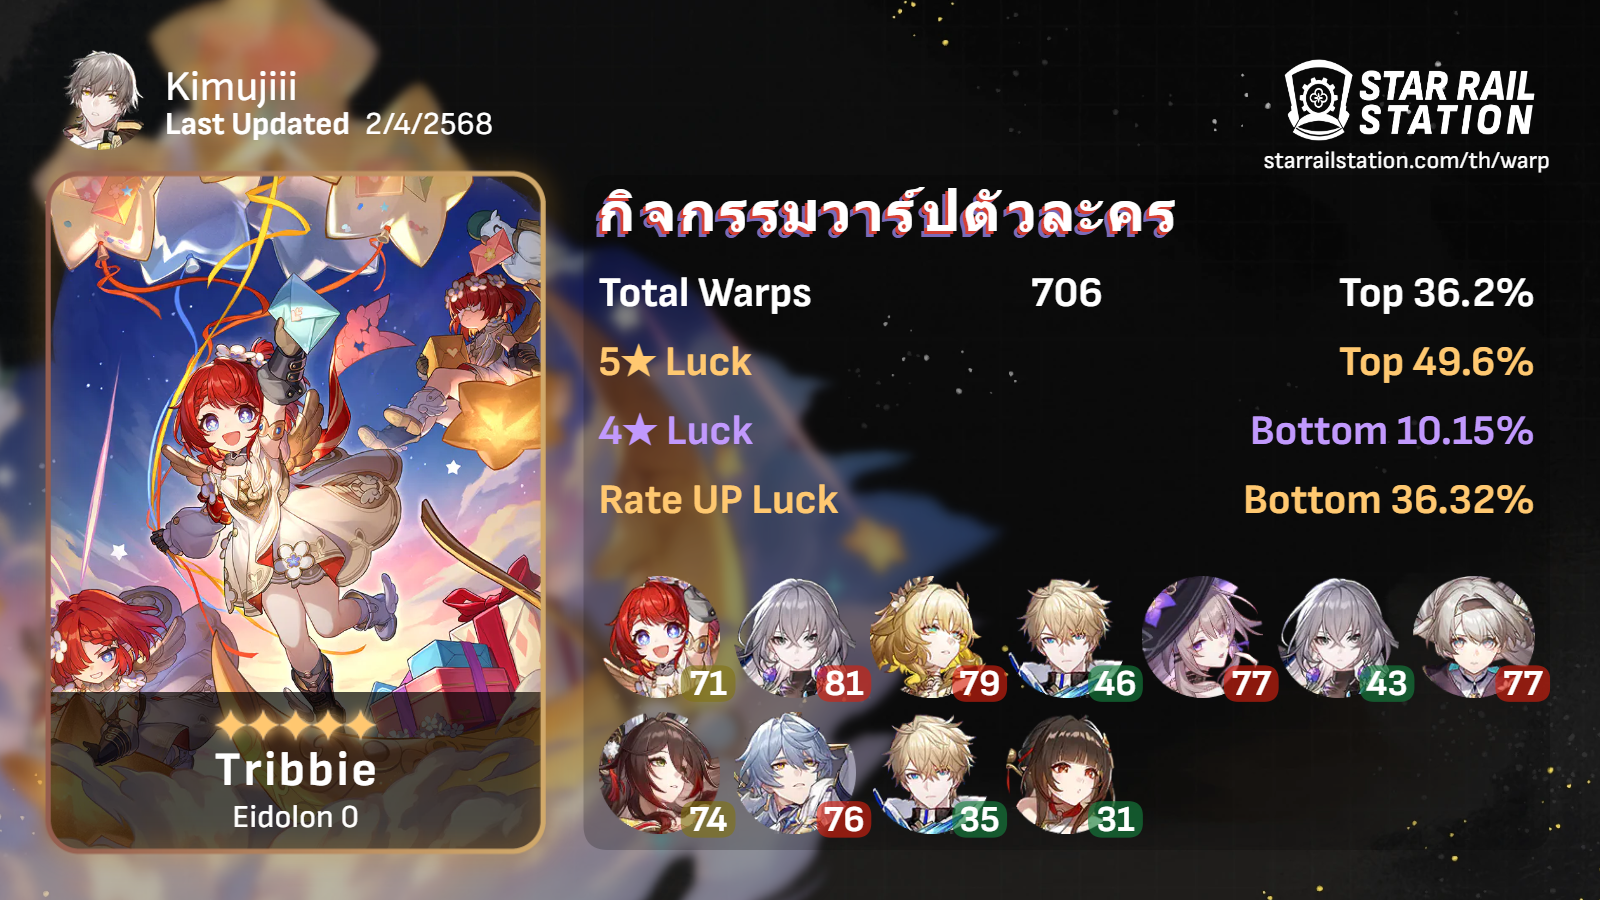 Kimujiii
Last Updated 2/4/2568
STAR RAIL
STATION
starrailstation.com/th/warp
กิจกรรมวาร์ปตัวละคร
Total Warps 706 Top 36.2%
5★ Luck Top 49.6%
4★ Luck Bottom 10.15%
Rate UP Luck Bottom 36.32%
71 81 79 46 77 43 77
74 76 35 31
Tribbie
Eidolon 0